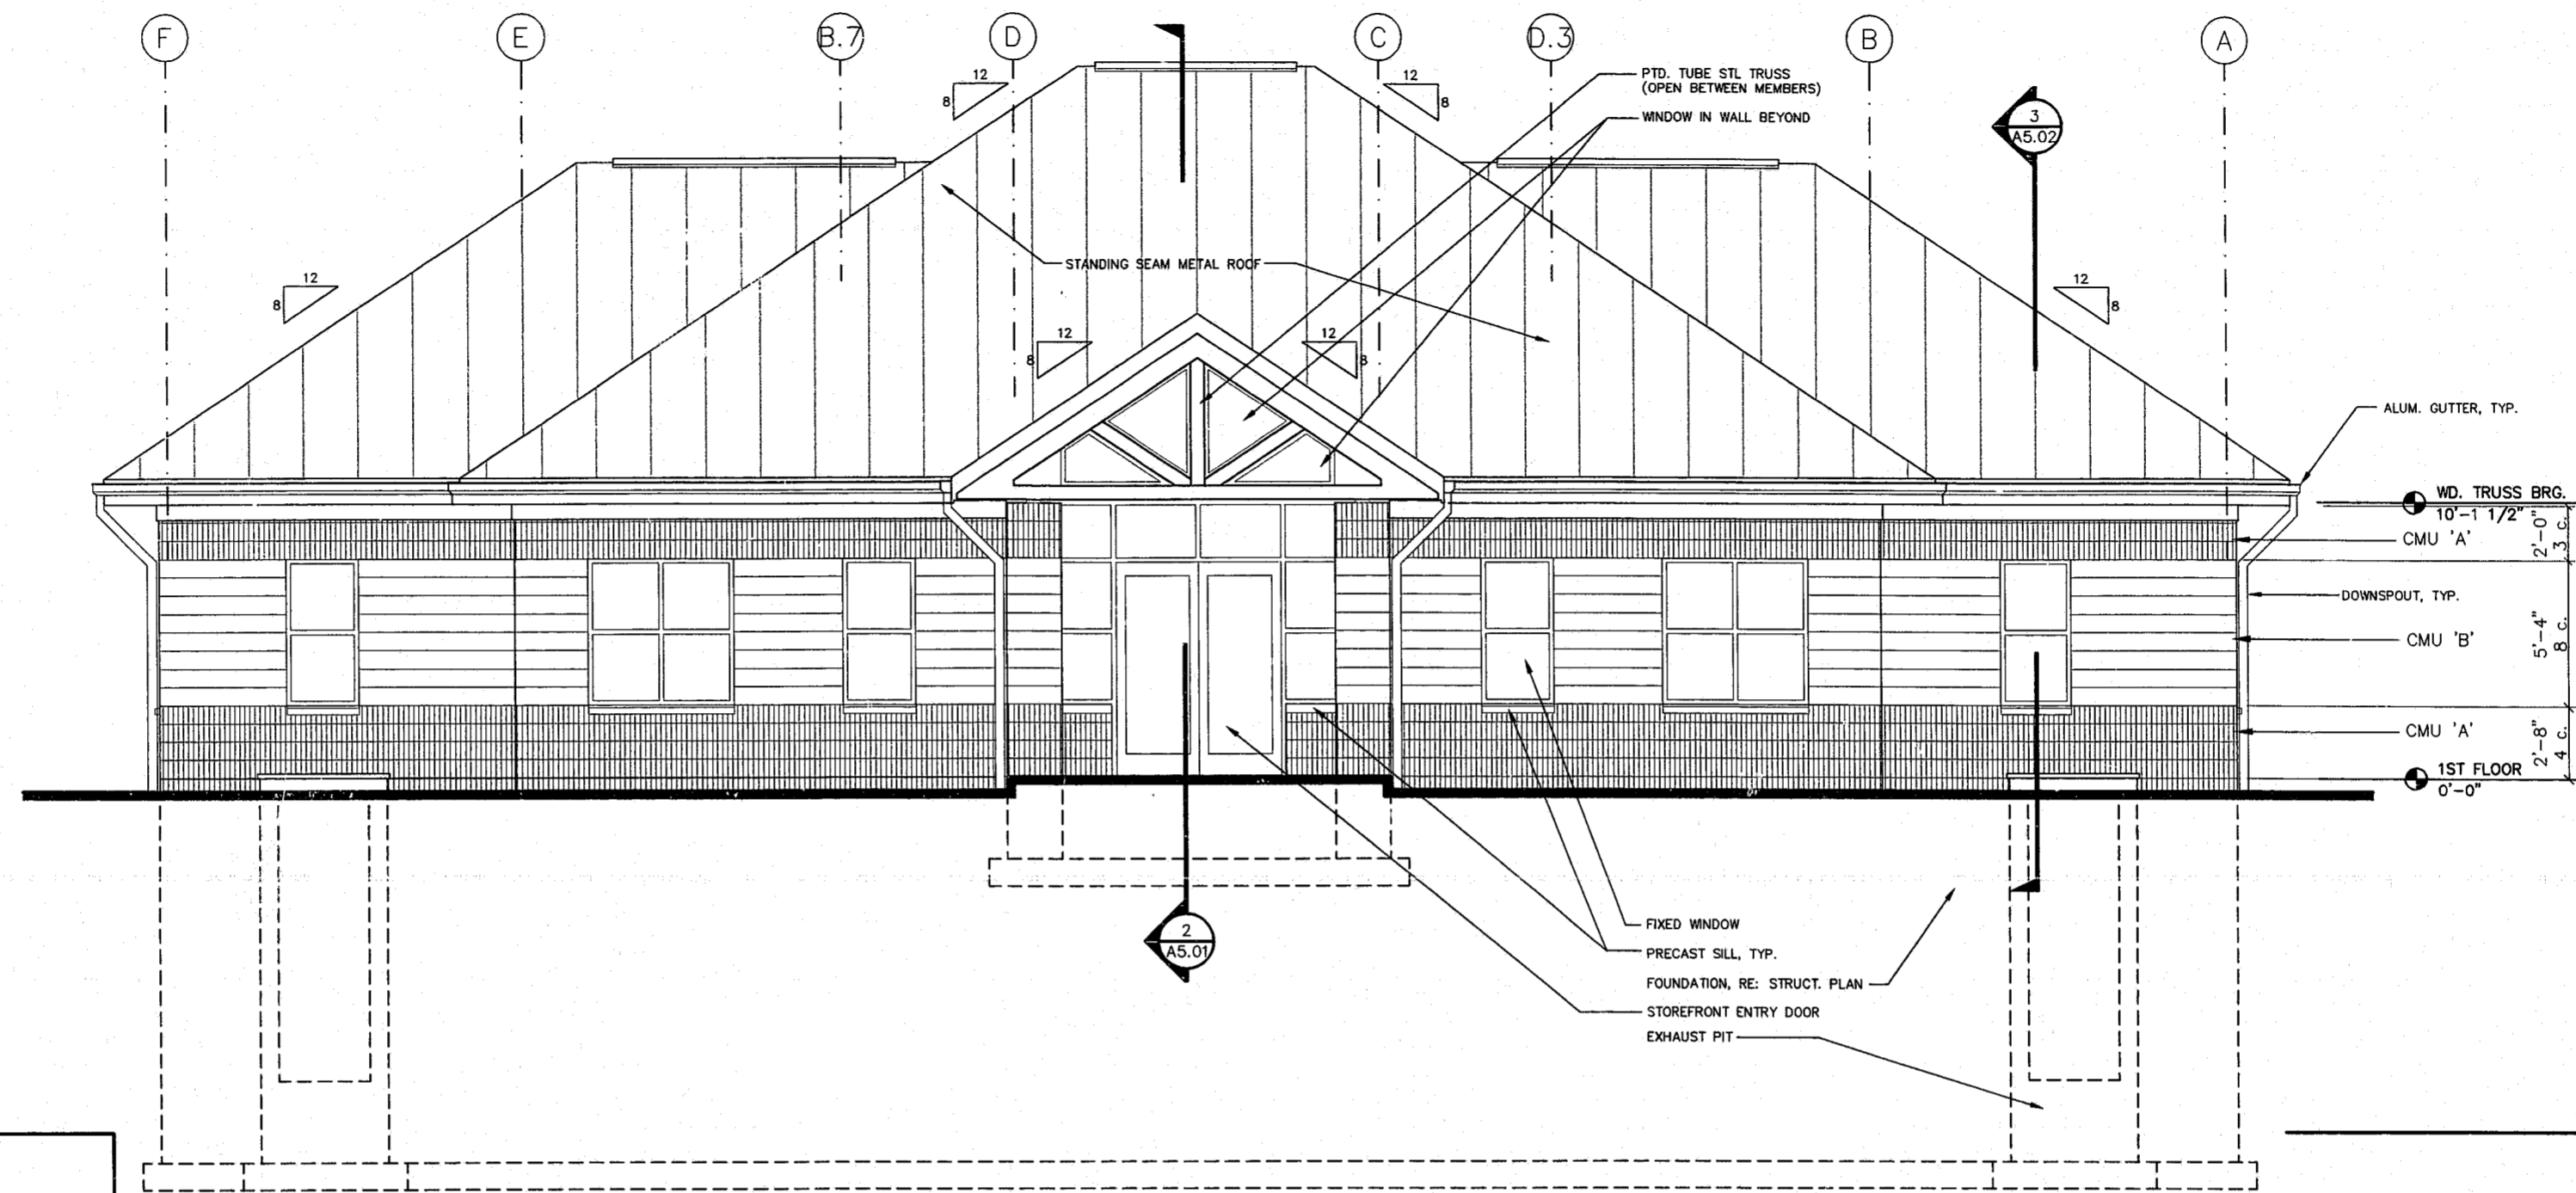 F
E
B.7
D
C
D.3
B
A
12
8
12
8
PTD. TUBE STL TRUSS
(OPEN BETWEEN MEMBERS)
WINDOW IN WALL BEYOND
3
A5.02
STANDING SEAM METAL ROOF
12
8
12
8
12
8
12
8
ALUM. GUTTER, TYP.
WD. TRUSS BRG.
10'-1 1/2"
CMU 'A'
2'-0"
3 c.
DOWNSPOUT, TYP.
CMU 'B'
5'-4"
8 c.
CMU 'A'
2'-8"
4 c.
1ST FLOOR
0'-0"
2
A5.01
FIXED WINDOW
PRECAST SILL, TYP.
FOUNDATION, RE: STRUCT. PLAN
STOREFRONT ENTRY DOOR
EXHAUST PIT